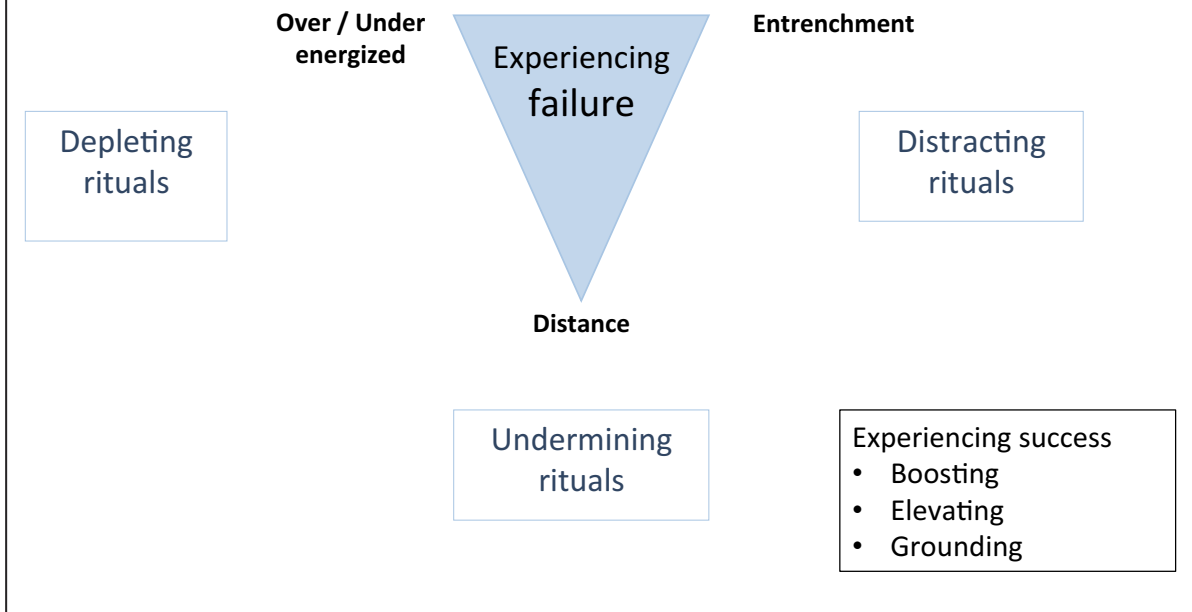 Over / Under
energized
Experiencing
failure
Entrenchment
Depleting
rituals
Distracting
rituals
Distance
Undermining
rituals
Experiencing success
• Boosting
• Elevating
• Grounding